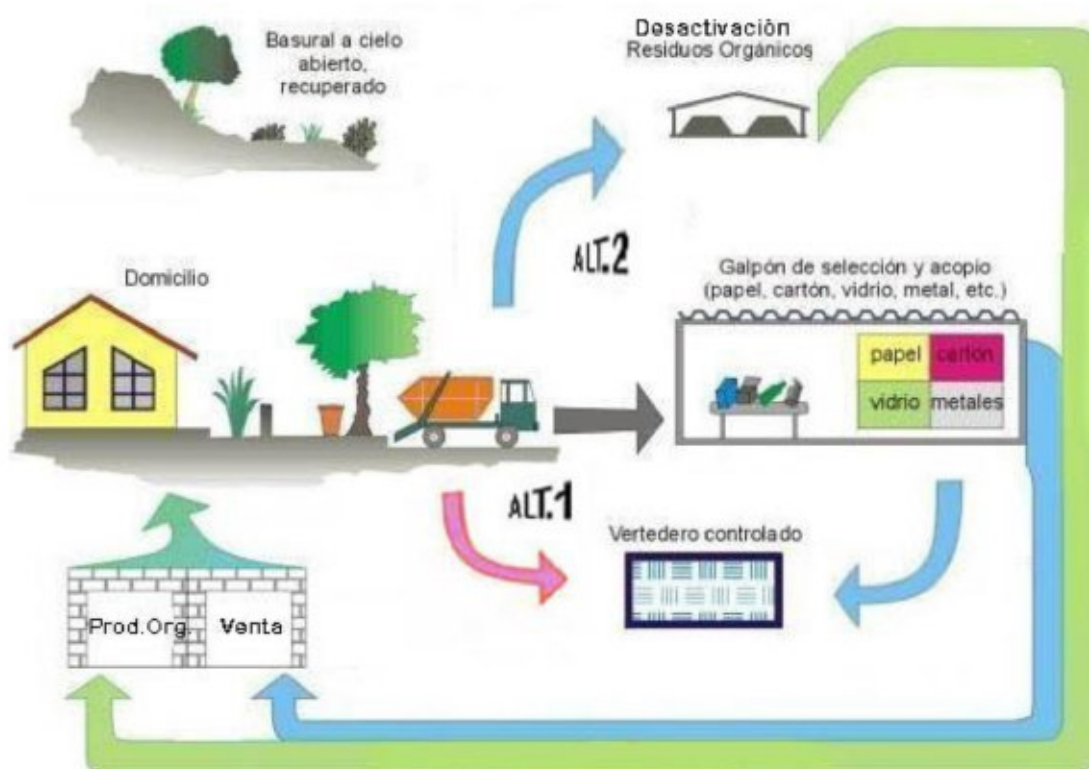 Basural a cielo
abierto,
recuperado
Desactivación
Residuos Orgánicos
ALT.2
Domicilio
Galpón de selección y acopio
(papel, cartón, vidrio, metal, etc.)
papel cartón
vidrio metales
ALT.1
Vertedero controlado
Prod.Org. Venta